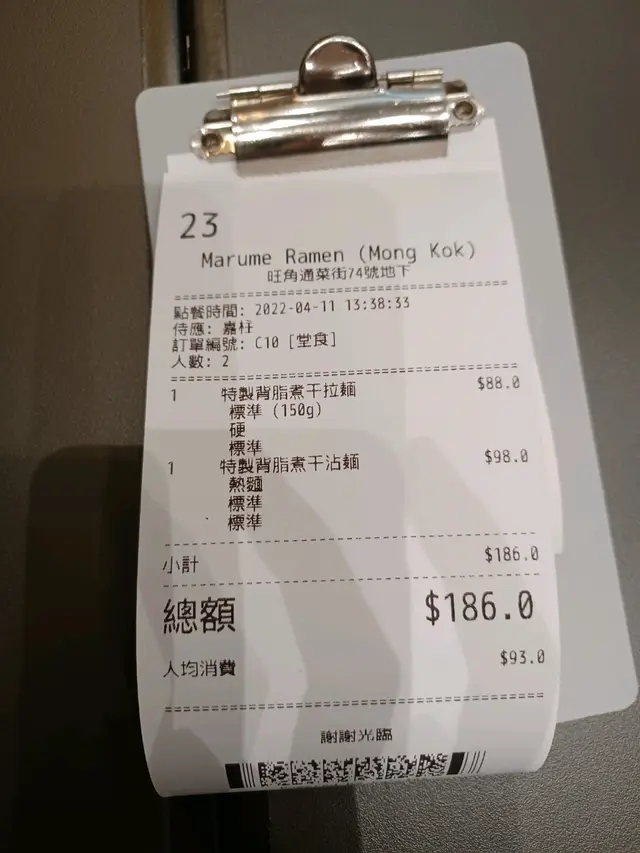 23
Marume Ramen (Mong Kok)
旺角通菜街74號地下
點餐時間: 2022-04-11 13:38:33
侍應: 嘉杍
訂單編號: C10 [堂食]
人數: 2
1 特製背脂煮干拉麵 $88.0
標準 (150g)
硬
標準
1 特製背脂煮干沾麵 $98.0
熱麵
標準
標準
小計 $186.0
總額 $186.0
人均消費 $93.0
謝謝光臨